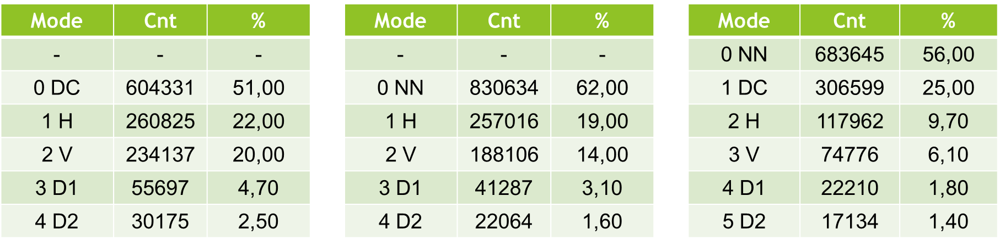 Mode Cnt %
- - -
0 DC 604331 51,00
1 H 260825 22,00
2 V 234137 20,00
3 D1 55697 4,70
4 D2 30175 2,50
Mode Cnt %
- - -
0 NN 830634 62,00
1 H 257016 19,00
2 V 188106 14,00
3 D1 41287 3,10
4 D2 22064 1,60
Mode Cnt %
0 NN 683645 56,00
1 DC 306599 25,00
2 H 117962 9,70
3 V 74776 6,10
4 D1 22210 1,80
5 D2 17134 1,40